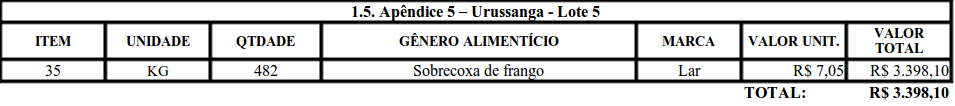 1.5. Apêndice 5 – Urussanga - Lote 5
ITEM UNIDADE QTDADE GÊNERO ALIMENTÍCIO MARCA VALOR UNIT. VALOR TOTAL
35 KG 482 Sobrecoxa de frango Lar R$ 7,05 R$ 3.398,10
TOTAL: R$ 3.398,10